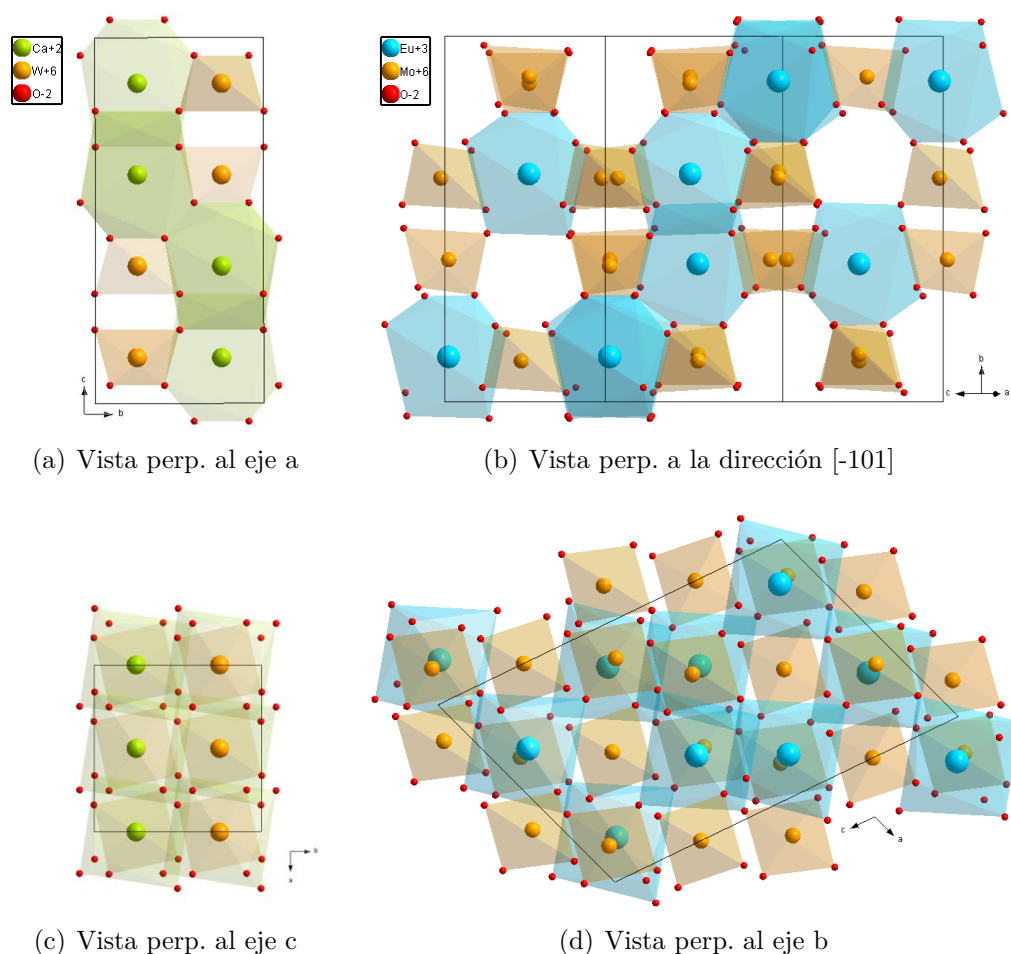 Ca+2
W+6
O-2
c
b
Eu+3
Mo+6
O-2
b
c
a
(a) Vista perp. al eje a
(b) Vista perp. a la dirección [-101]
b
a
c
a
(c) Vista perp. al eje c
(d) Vista perp. al eje b